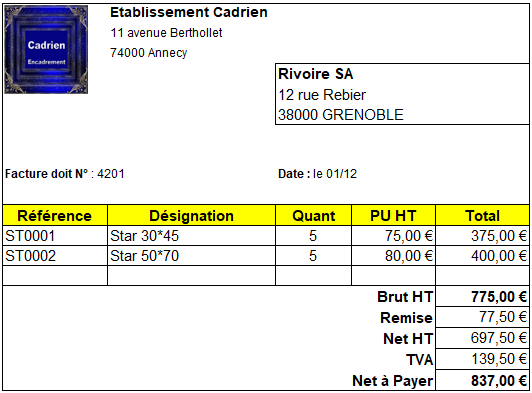 Cadrien
Encadrement
Etablissement Cadrien
11 avenue Berthollet
74000 Annecy
Rivoire SA
12 rue Rebier
38000 GRENOBLE
Facture doit N° : 4201 Date : le 01/12
Référence Désignation Quant PU HT Total
ST0001 Star 30*45 5 75,00 € 375,00 €
ST0002 Star 50*70 5 80,00 € 400,00 €
Brut HT 775,00 €
Remise 77,50 €
Net HT 697,50 €
TVA 139,50 €
Net à Payer 837,00 €